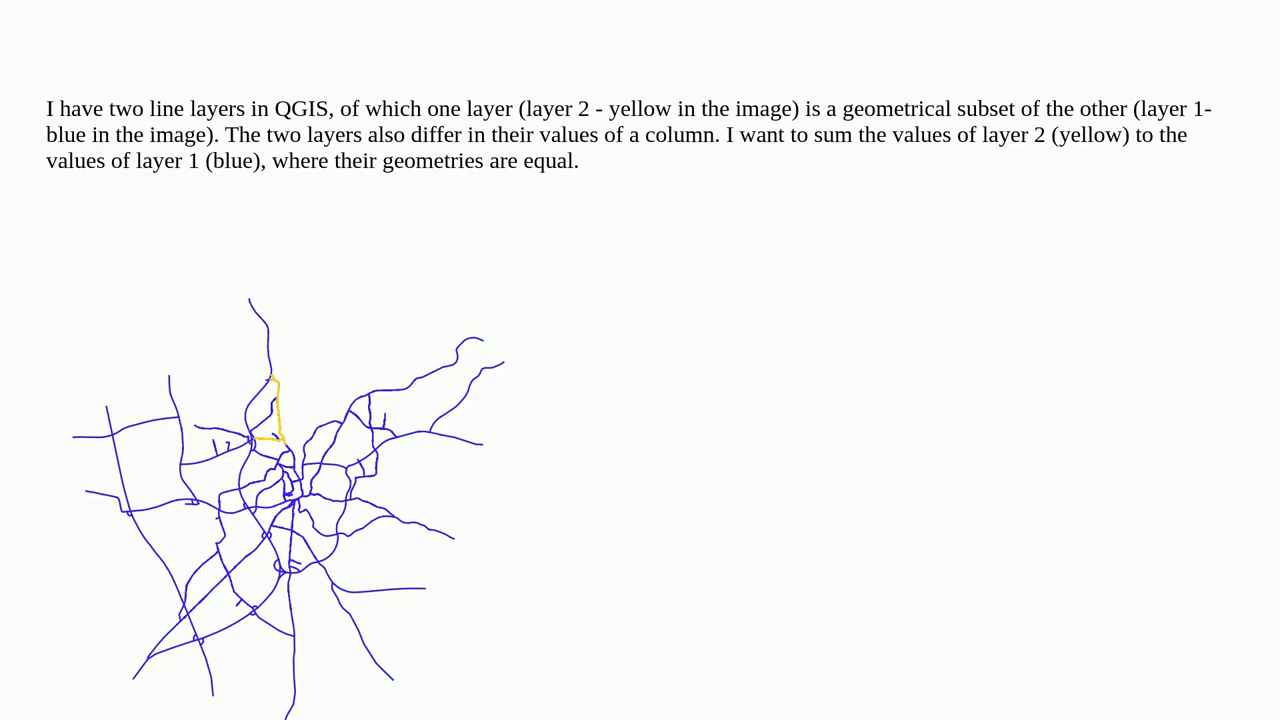 I have two line layers in QGIS, of which one layer (layer 2 - yellow in the image) is a geometrical subset of the other (layer 1-
blue in the image). The two layers also differ in their values of a column. I want to sum the values of layer 2 (yellow) to the
values of layer 1 (blue), where their geometries are equal.